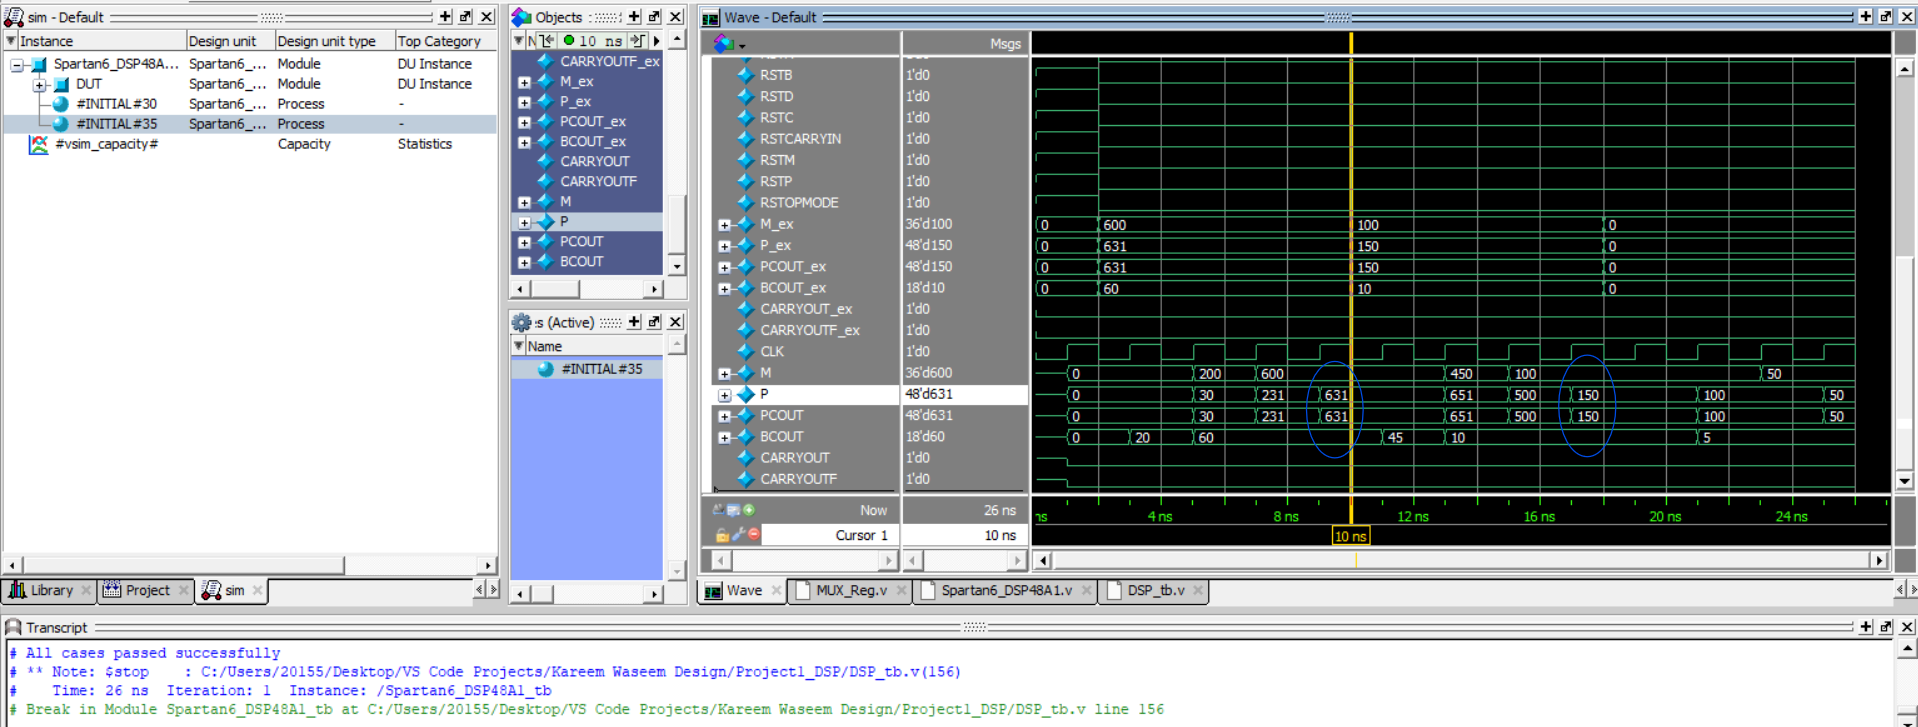 sim - Default
Instance Design unit Design unit type Top Category
Spartan6_DSP48A... Spartan6_... Module DU Instance
DUT Spartan6_... Module DU Instance
#INITIAL#30 Spartan6_... Process -
#INITIAL#35 Spartan6_... Process -
#vsim_capacity# Capacity Statistics
Library Project sim
Objects
10 ns
CARRYOUTF_ex
M_ex
P_ex
PCOUT_ex
BCOUT_ex
CARRYOUT
CARRYOUTF
M
P
PCOUT
BCOUT
:s (Active)
Name
#INITIAL#35
Wave - Default
Msgs
RSTB 1'd0
RSTD 1'd0
RSTC 1'd0
RSTCARRYIN 1'd0
RSTM 1'd0
RSTP 1'd0
RSTOPMODE 1'd0
M_ex 36'd100 0 600 100 0
P_ex 48'd150 0 631 150 0
PCOUT_ex 48'd150 0 631 150 0
BCOUT_ex 18'd10 0 60 10 0
CARRYOUT_ex 1'd0
CARRYOUTF_ex 1'd0
CLK 1'd0
M 36'd600 0 200 600 450 100 50
P 48'd631 0 30 231 631 651 500 150 100 50
PCOUT 48'd631 0 30 231 631 651 500 150 100 50
BCOUT 18'd60 0 20 60 45 10 5
CARRYOUT 1'd0
CARRYOUTF 1'd0
Now 26 ns 4 ns 8 ns 12 ns 16 ns 20 ns 24 ns
Cursor 1 10 ns 10 ns
Wave MUX_Reg.v Spartan6_DSP48A1.v DSP_tb.v
Transcript
# All cases passed successfully
# ** Note: $stop : C:/Users/20155/Desktop/VS Code Projects/Kareem Waseem Design/Project1_DSP/DSP_tb.v(156)
# Time: 26 ns Iteration: 1 Instance: /Spartan6_DSP48A1_tb
# Break in Module Spartan6_DSP48A1_tb at C:/Users/20155/Desktop/VS Code Projects/Kareem Waseem Design/Project1_DSP/DSP_tb.v line 156